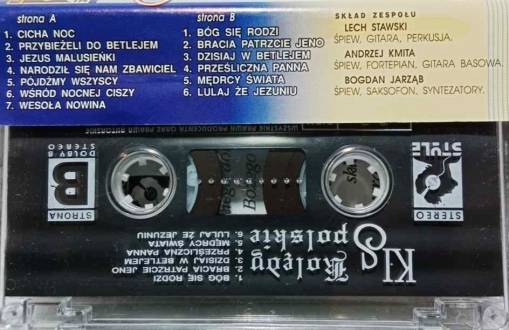 strona A
1. CICHA NOC
2. PRZYBIEŻELI DO BETLEJEM
3. JEZUS MALUSIEŃKI
4. NARODZIŁ SIĘ NAM ZBAWICIEL
5. PÓJDŹMY WSZYSCY
6. WŚRÓD NOCNEJ CISZY
7. WESOŁA NOWINA
strona B
1. BÓG SIĘ RODZI
2. BRACIA PATRZCIE JENO
3. DZISIAJ W BETLEJEM
4. PRZEŚLICZNA PANNA
5. MĘDRCY ŚWIATA
6. LULAJ ŻE JEZUNIU
SKŁAD ZESPOŁU
LECH STAWSKI
ŚPIEW, GITARA, PERKUSJA.
ANDRZEJ KMITA
ŚPIEW, FORTEPIAN, GITARA BASOWA.
BOGDAN JARZĄB
ŚPIEW, SAKSOFON, SYNTEZATORY.
Kolędy
polskie
1. BÓG SIĘ RODZI
2. BRACIA PATRZCIE JENO
3. DZISIAJ W BETLEJEM
4. PRZEŚLICZNA PANNA
5. MĘDRCY ŚWIATA
6. LULAJ ŻE JEZUNIU
STEREO
STYLE
STRONA
B
DOLBY B
STEREO
WSZYSTKIE PRAWA PRODUCENTA